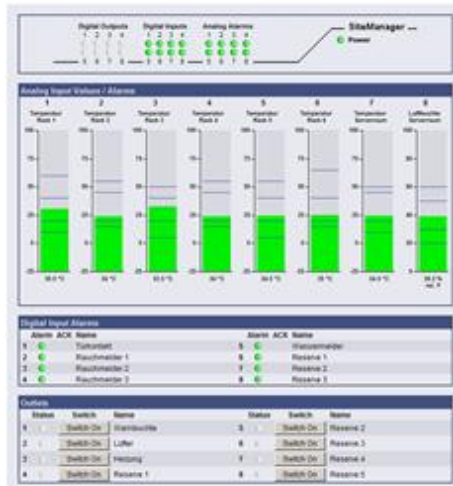 Digital Outputs Digital Inputs Analog Alarms SiteManager
1 2 3 4 1 2 3 4 1 2 3 4
Power
5 6 7 8 5 6 7 8 5 6 7 8
Analog Input Values / Alarms
1 2 3 4 5 6 7 8
Temperatur Rack 1
Temperatur Rack 2
Temperatur Rack 3
Temperatur Rack 4
Temperatur Rack 5
Temperatur Rack 6
Temperatur Serverraum
Luftfeuchte Serverraum
Digital Input Alarms
Alarm ACK Name Alarm ACK Name
1 Türkontakt 5 Wassermelder
2 Rauchmelder 1 6 Reserve 1
3 Rauchmelder 2 7 Reserve 2
4 Rauchmelder 3 8 Reserve 3
Outlets
Status Switch Name Status Switch Name
1 Switch On Warnleuchte 5 Switch On Reserve 2
2 Switch On Lüfter 6 Switch On Reserve 3
3 Switch On Heizung 7 Switch On Reserve 4
4 Switch On Reserve 1 8 Switch On Reserve 5